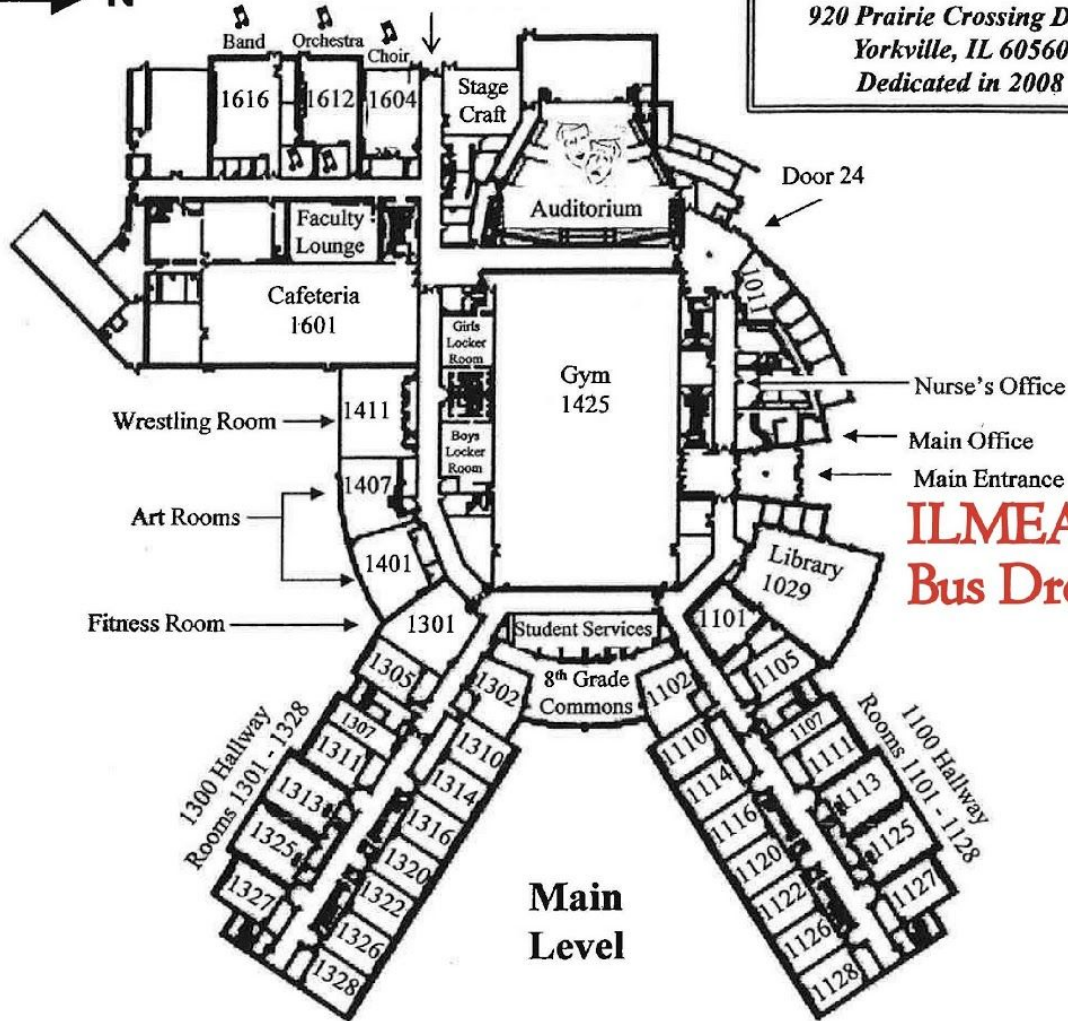 N
920 Prairie Crossing D
Yorkville, IL 60560
Dedicated in 2008
Band
Orchestra
Choir
1616
1612
1604
Stage
Craft
Door 24
Auditorium
Faculty
Lounge
1011
Cafeteria
1601
Girls
Locker
Room
Gym
1425
Nurse's Office
Wrestling Room
1411
Boys
Locker
Room
Main Office
Main Entrance
1407
Art Rooms
ILMEA
Bus Dro
1401
Library
1029
Fitness Room
1301
Student Services
1101
1305
1302
8th Grade
Commons
1102
1105
1300 Hallway
Rooms 1301 - 1328
1307
1311
1313
1325
1327
1310
1314
1316
1320
1322
1326
1328
1110
1114
1116
1120
1122
1126
1128
1107
1111
1113
1125
1127
1100 Hallway
Rooms 1101 - 1128
Main
Level